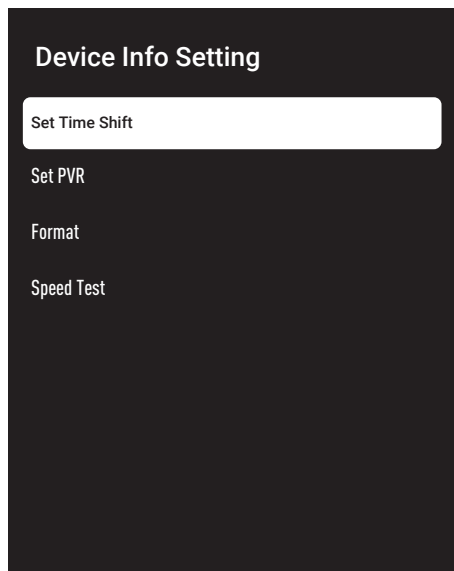 Device Info Setting
Set Time Shift
Set PVR
Format
Speed Test